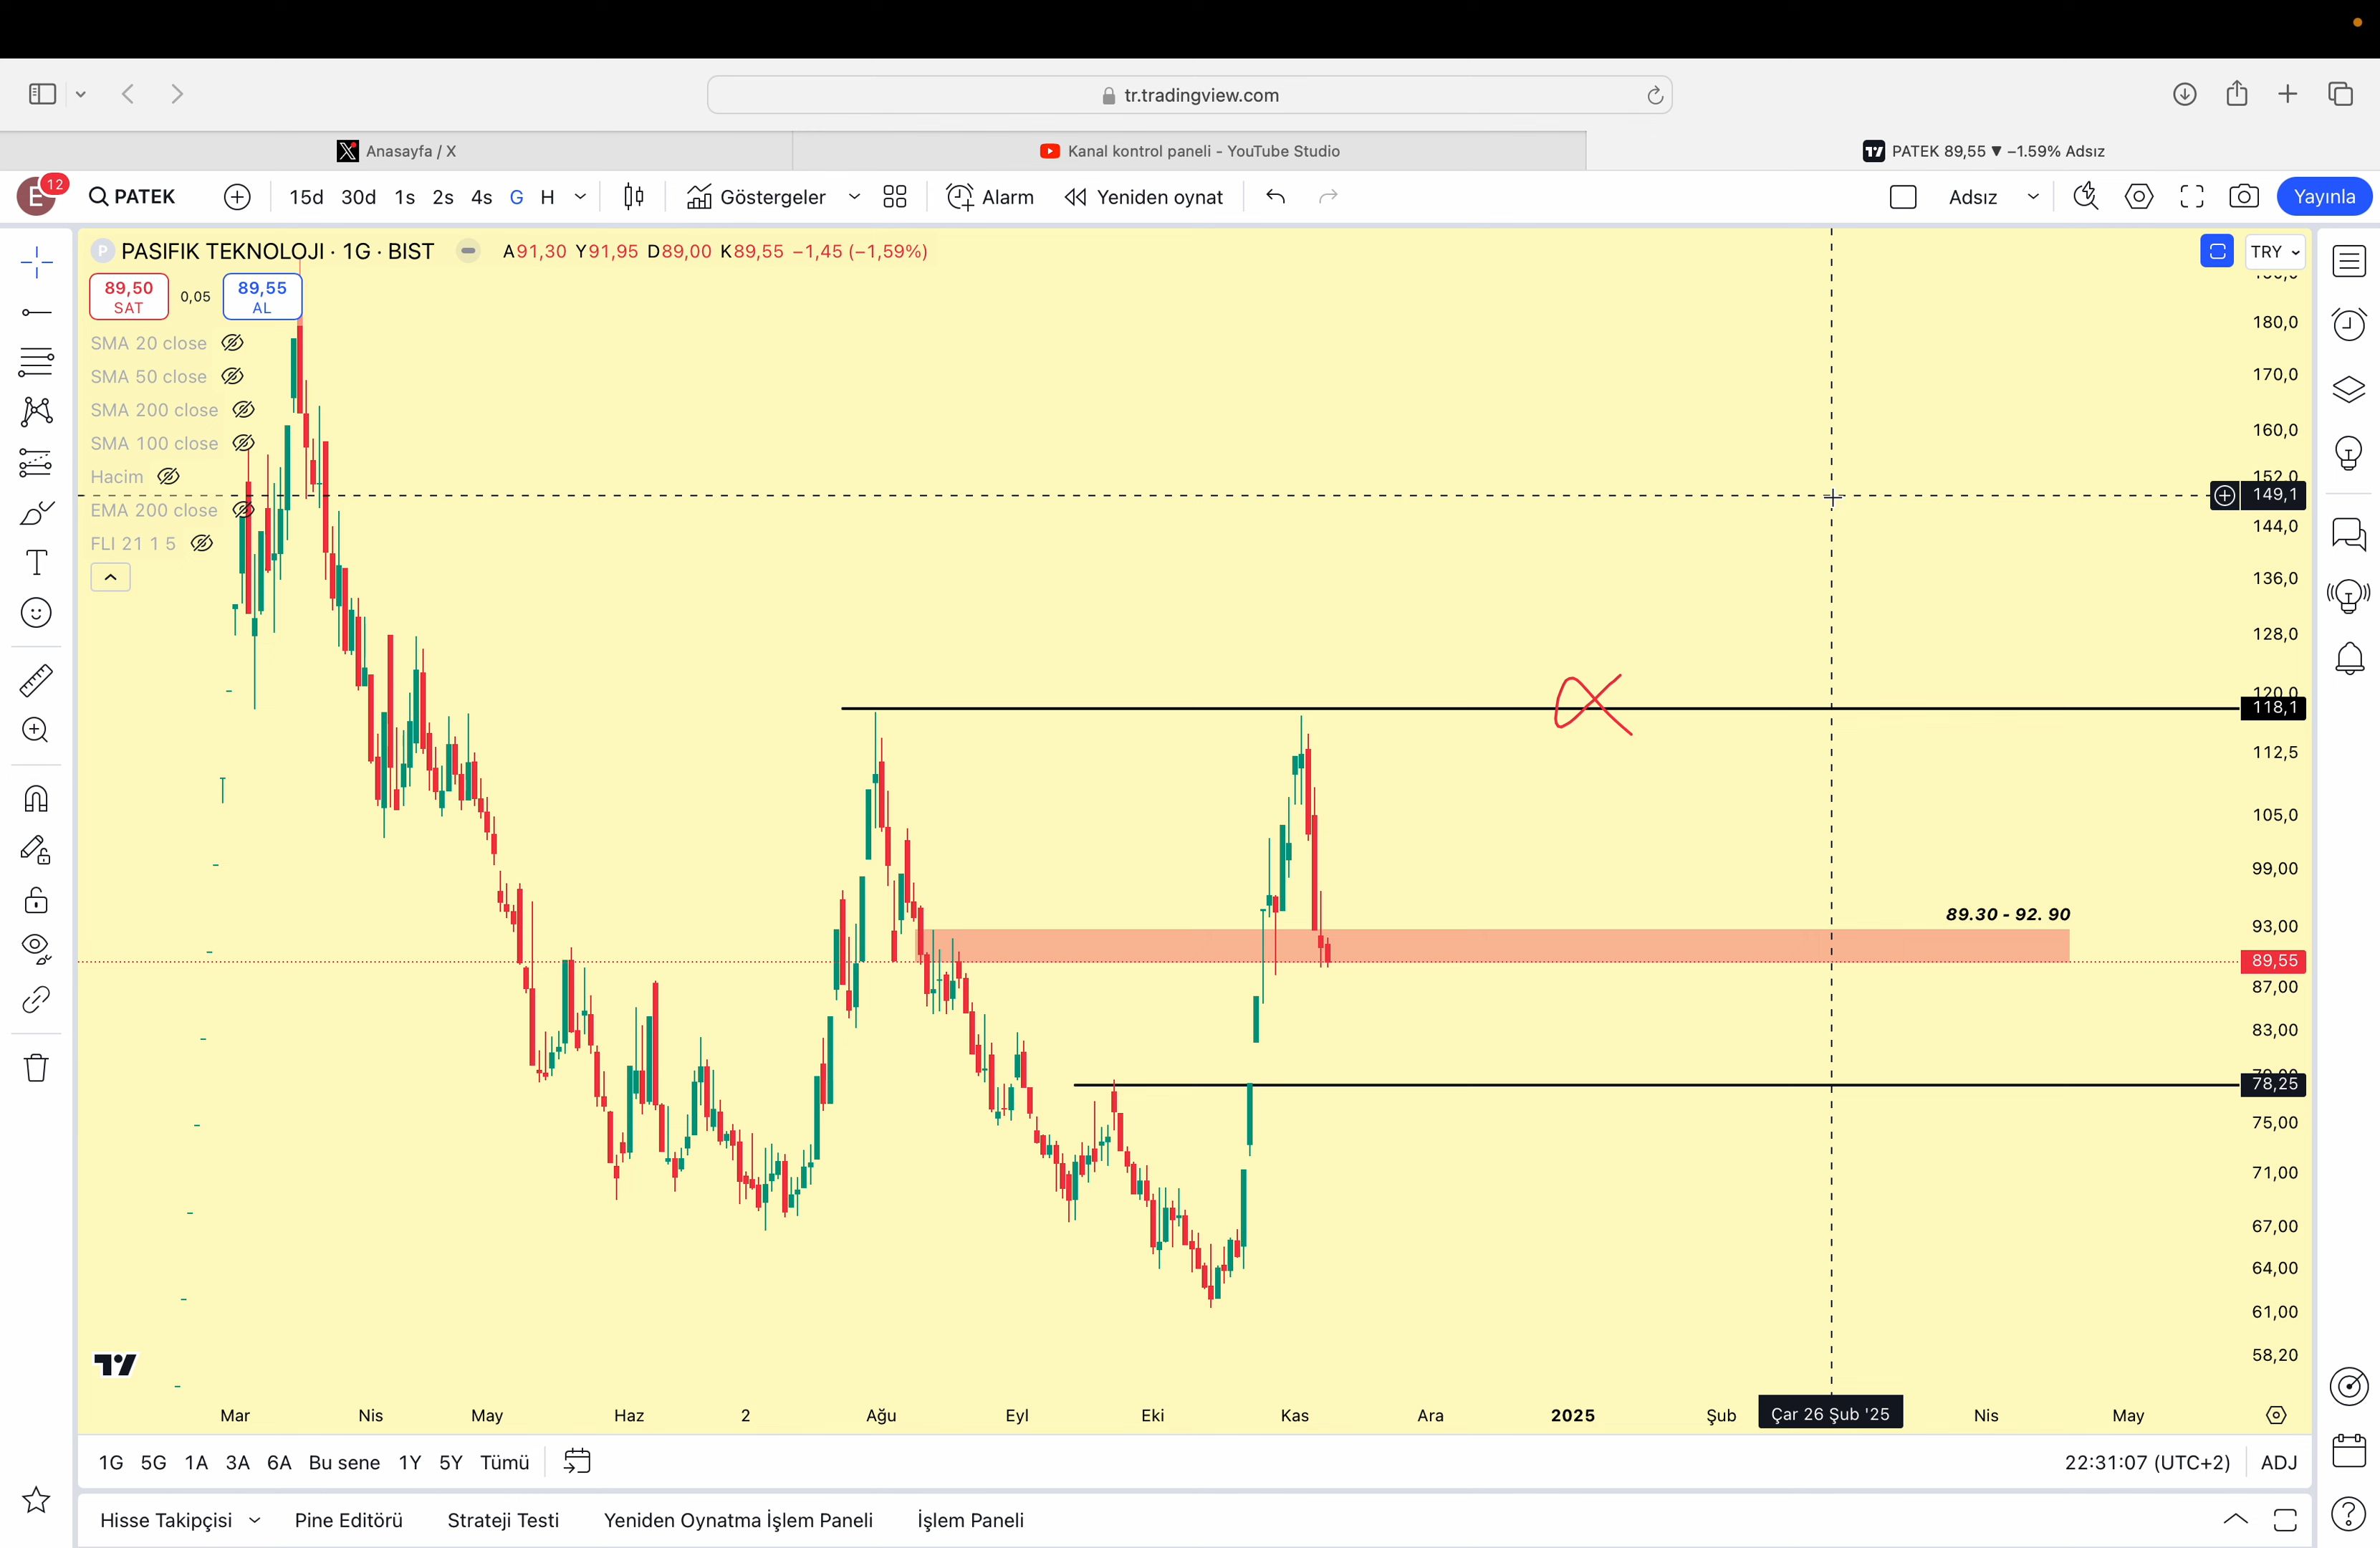 tr.tradingview.com
Anasayfa / X
Kanal kontrol paneli - YouTube Studio
PATEK 89,55 ▼ −1.59% Adsız
E
12
PATEK
15d 30d 1s 2s 4s G H
Göstergeler
Alarm
Yeniden oynat
Adsız
Yayınla
P PASIFIK TEKNOLOJI · 1G · BIST
A91,30 Y91,95 D89,00 K89,55 −1,45 (−1,59%)
TRY
89,50
SAT
0,05
89,55
AL
SMA 20 close
SMA 50 close
SMA 200 close
SMA 100 close
Hacim
EMA 200 close
FLI 21 1 5
180,0
170,0
160,0
152,0
149,1
144,0
136,0
128,0
120,0
118,1
112,5
105,0
99,00
89.30 - 92. 90
93,00
89,55
87,00
83,00
78,25
75,00
71,00
67,00
64,00
61,00
58,20
Mar Nis May Haz 2 Ağu Eyl Eki Kas Ara 2025 Şub Çar 26 Şub '25 Nis May
1G 5G 1A 3A 6A Bu sene 1Y 5Y Tümü
22:31:07 (UTC+2)
ADJ
Hisse Takipçisi
Pine Editörü
Strateji Testi
Yeniden Oynatma İşlem Paneli
İşlem Paneli